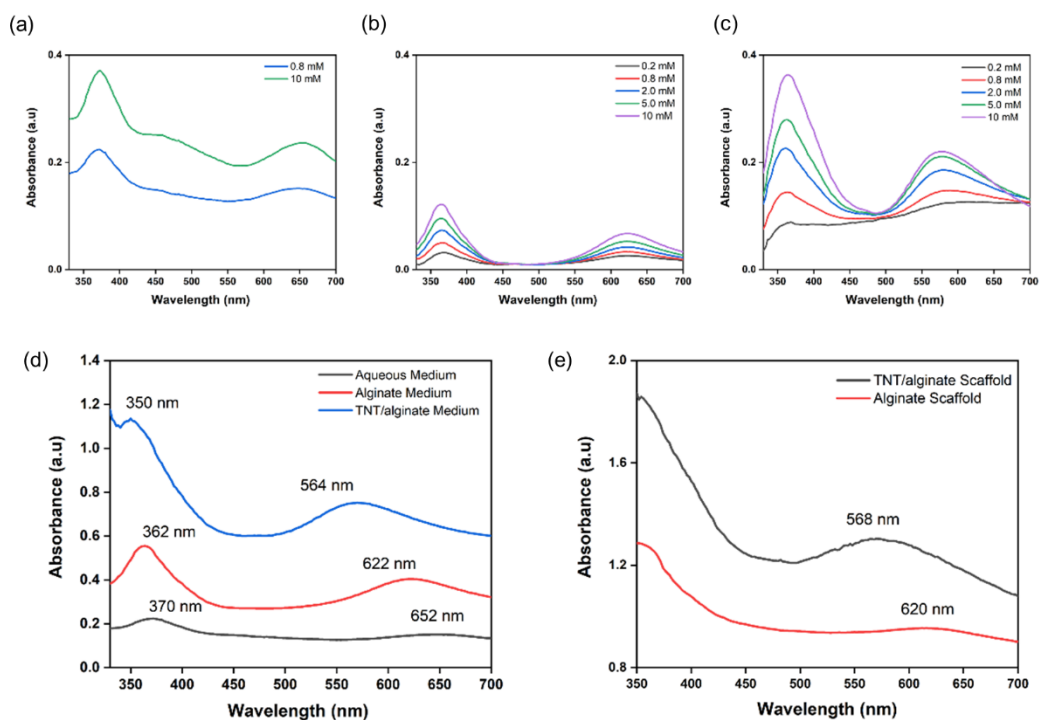 (a)
0.4
0.2
0.0
Absorbance (a.u)
0.8 mM
10 mM
350 400 450 500 550 600 650 700
Wavelength (nm)
(b)
0.4
0.2
0.0
Absorbance (a.u)
0.2 mM
0.8 mM
2.0 mM
5.0 mM
10 mM
350 400 450 500 550 600 650 700
Wavelength (nm)
(c)
0.4
0.2
0.0
Absorbance (a.u)
0.2 mM
0.8 mM
2.0 mM
5.0 mM
10 mM
350 400 450 500 550 600 650 700
Wavelength (nm)
(d)
1.4
1.2
1.0
0.8
0.6
0.4
0.2
0.0
Absorbance (a.u)
Aqueous Medium
Alginate Medium
TNT/alginate Medium
350 nm
564 nm
362 nm
622 nm
370 nm
652 nm
350 400 450 500 550 600 650 700
Wavelength (nm)
(e)
2.0
1.6
1.2
0.8
Absorbance (a.u)
TNT/alginate Scaffold
Alginate Scaffold
568 nm
620 nm
350 400 450 500 550 600 650 700
Wavelength (nm)